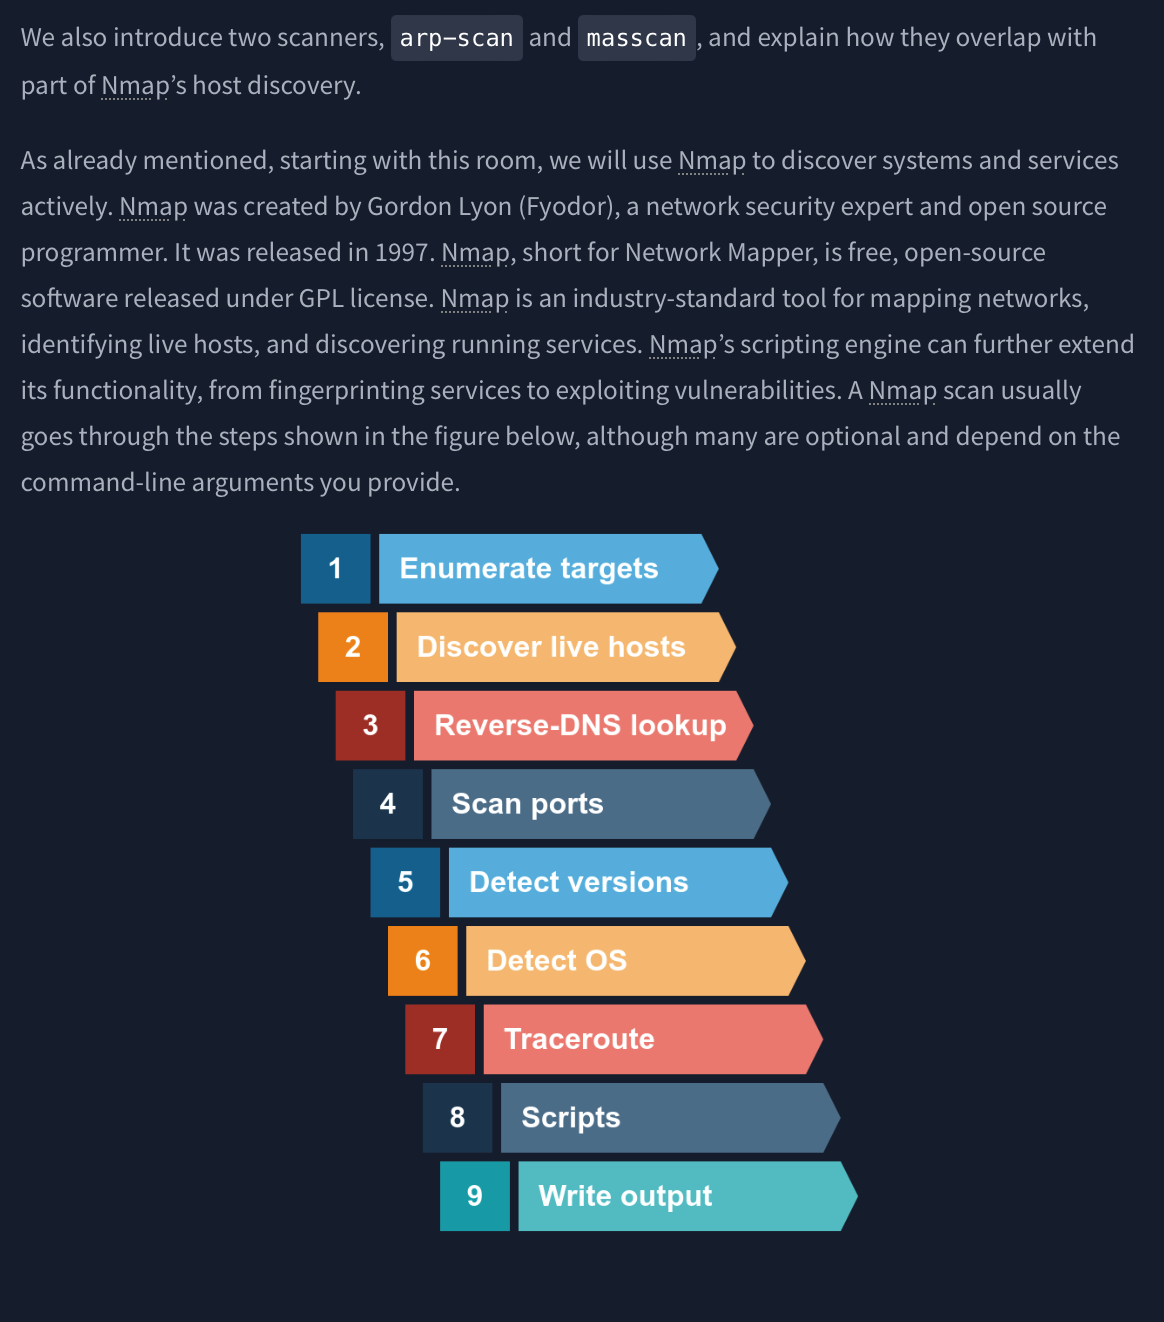 We also introduce two scanners, arp-scan and masscan, and explain how they overlap with
part of Nmap’s host discovery.
As already mentioned, starting with this room, we will use Nmap to discover systems and services
actively. Nmap was created by Gordon Lyon (Fyodor), a network security expert and open source
programmer. It was released in 1997. Nmap, short for Network Mapper, is free, open-source
software released under GPL license. Nmap is an industry-standard tool for mapping networks,
identifying live hosts, and discovering running services. Nmap’s scripting engine can further extend
its functionality, from fingerprinting services to exploiting vulnerabilities. A Nmap scan usually
goes through the steps shown in the figure below, although many are optional and depend on the
command-line arguments you provide.
1 Enumerate targets
2 Discover live hosts
3 Reverse-DNS lookup
4 Scan ports
5 Detect versions
6 Detect OS
7 Traceroute
8 Scripts
9 Write output